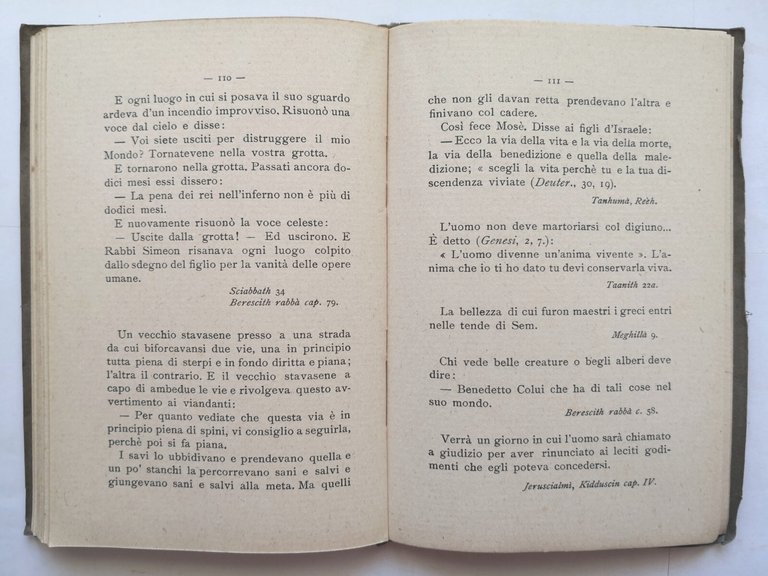 — 110 —
E ogni luogo in cui si posava il suo sguardo
ardeva d'un incendio improvviso. Risuonò una
voce dal cielo e disse:
— Voi siete usciti per distruggere il mio
Mondo? Tornatevene nella vostra grotta.
E tornarono nella grotta. Passati ancora do-
dici mesi essi dissero:
— La pena dei rei nell'inferno non è più di
dodici mesi.
E nuovamente risuonò la voce celeste:
— Uscite dalla grotta! — Ed uscirono. E
Rabbi Simeon risanava ogni luogo colpito
dallo sdegno del figlio per la vanità delle opere
umane.
Sciabbath 34
Berescith rabbà cap. 79.
Un vecchio stavasene presso a una strada
da cui biforcavansi due vie, una in principio
tutta piena di sterpi e in fondo diritta e piana;
l'altra il contrario. E il vecchio stavasene a
capo di ambedue le vie e rivolgeva questo av-
vertimento ai viandanti:
— Per quanto vediate che questa via è in
principio piena di spini, vi consiglio a seguirla,
perchè poi si fa piana.
I savi lo ubbidivano e prendevano quella e
un po' stanchi la percorrevano sani e salvi e
giungevano sani e salvi alla meta. Ma quelli
— 111 —
che non gli davan retta prendevano l'altra e
finivano col cadere.
Così fece Mosè. Disse ai figli d'Israele:
— Ecco la via della vita e la via della morte,
la via della benedizione e quella della male-
dizione; « scegli la vita perchè tu e la tua di-
scendenza viviate (Deuter., 30, 19).
Tanhumà, Reèh.
L'uomo non deve martoriarsi col digiuno...
È detto (Genesi, 2, 7.):
« L'uomo divenne un'anima vivente ». L'a-
nima che io ti ho dato tu devi conservarla viva.
Taanith 22a.
La bellezza di cui furon maestri i greci entri
nelle tende di Sem.
Meghillà 9.
Chi vede belle creature o begli alberi deve
dire:
— Benedetto Colui che ha di tali cose nel
suo mondo.
Berescith rabbà c. 38.
Verrà un giorno in cui l'uomo sarà chiamato
a giudizio per aver rinunciato ai leciti godi-
menti che egli poteva concedersi.
Jeruscialmi, Kidduscin cap. IV.